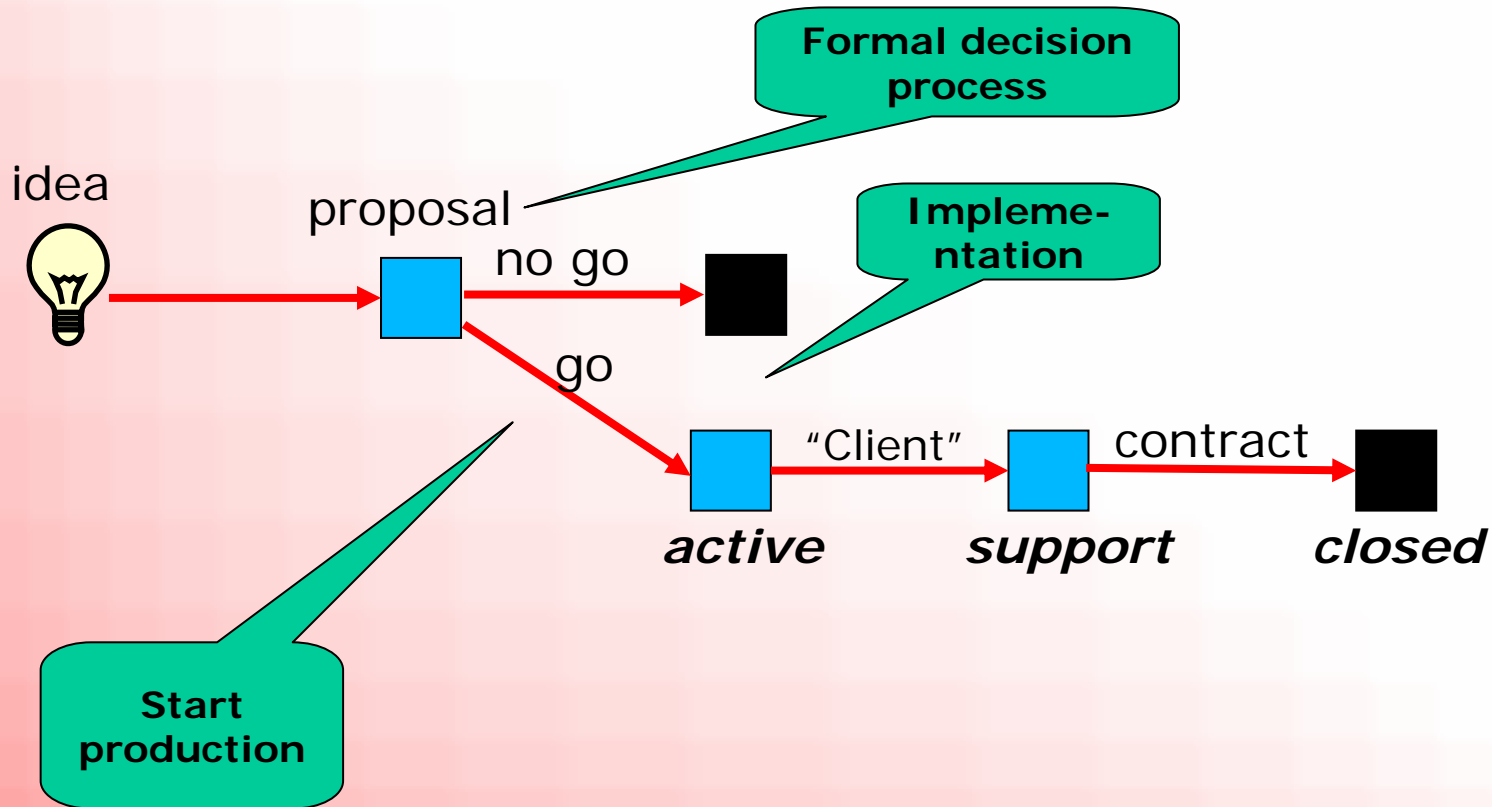 Formal decision
process
idea
proposal
Impleme-
ntation
no go
go
“Client”
contract
active
support
closed
Start
production